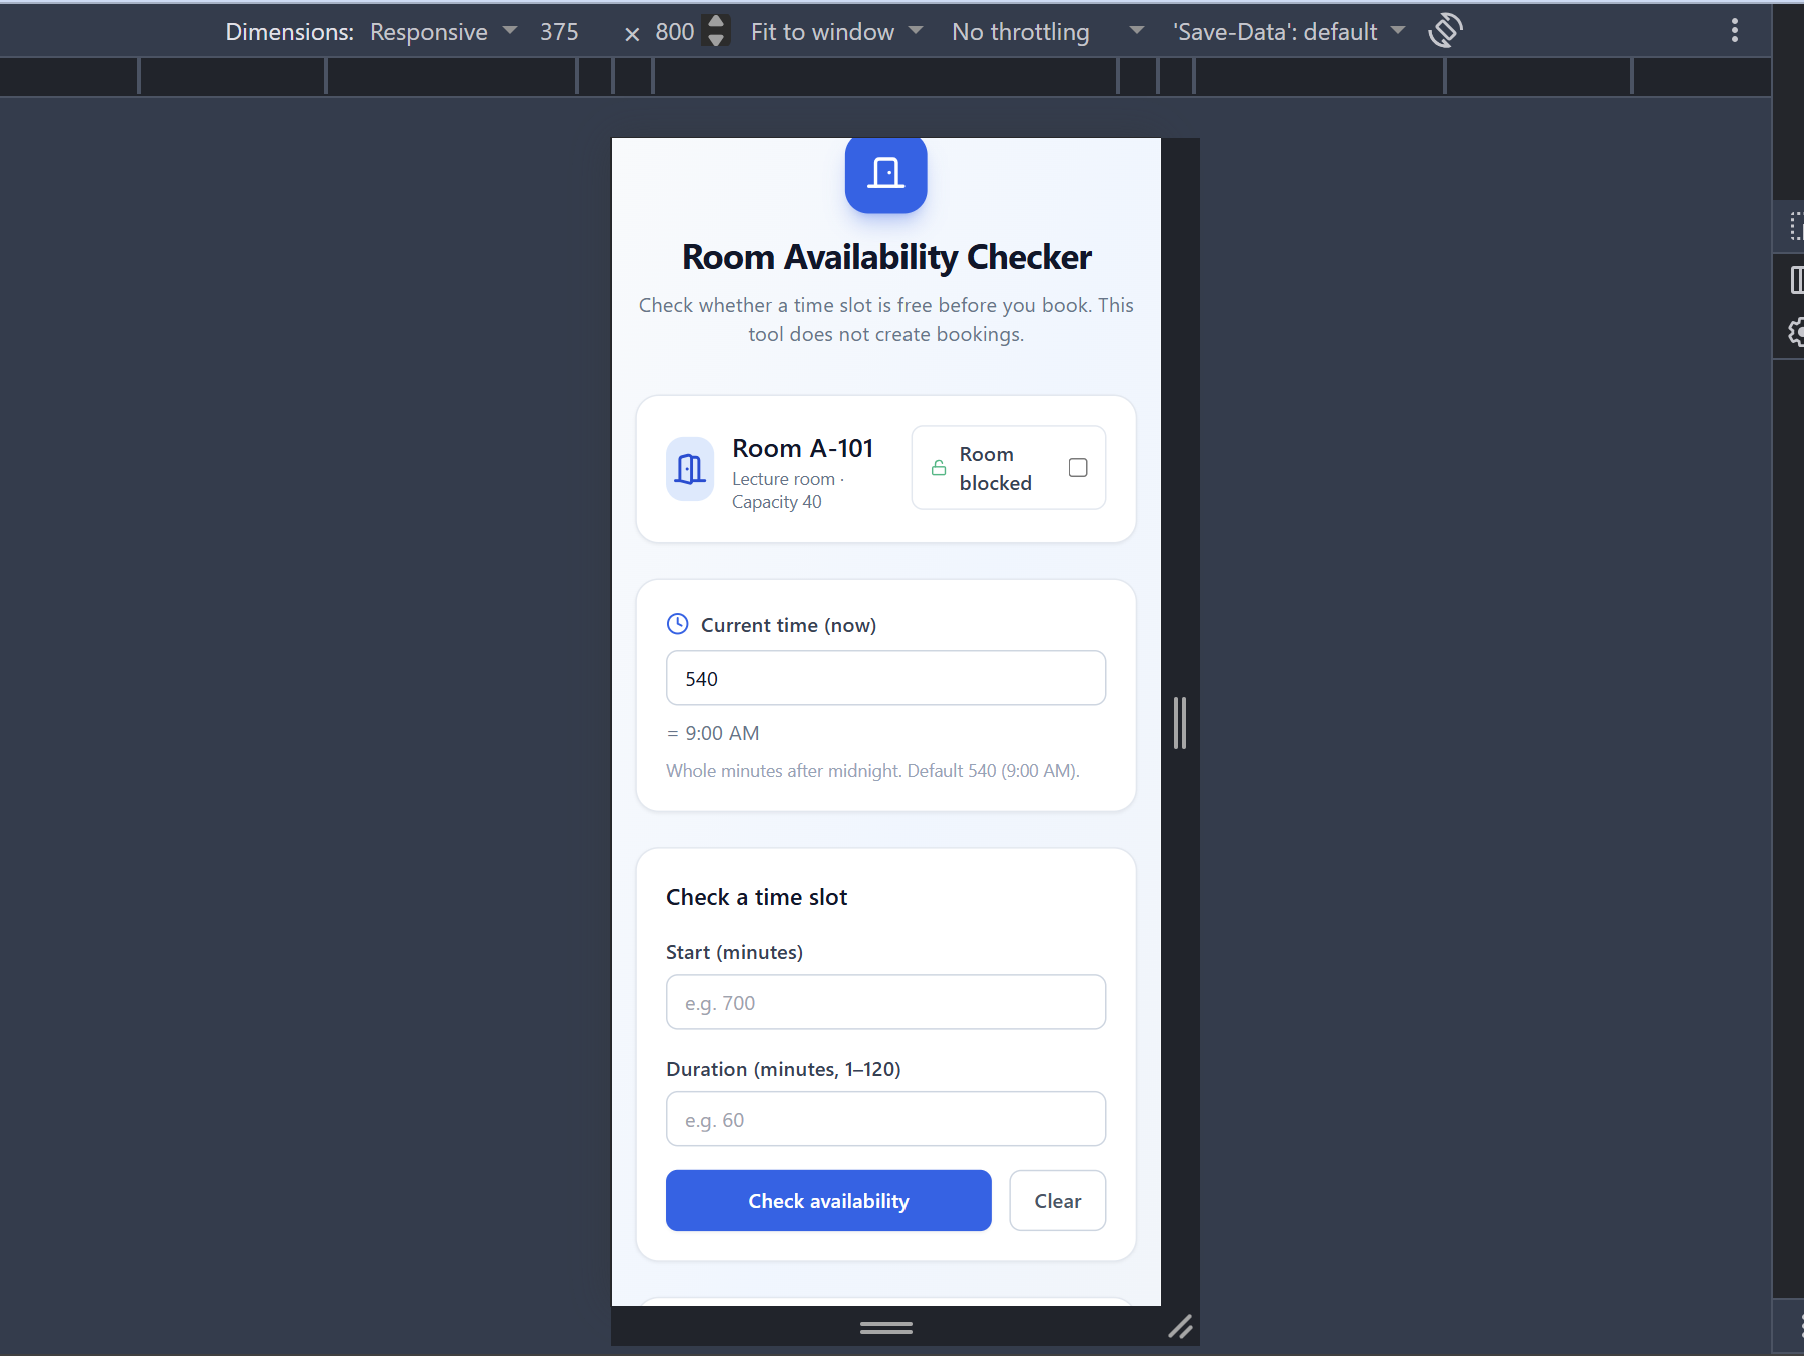 Dimensions: Responsive 375 × 800 Fit to window No throttling 'Save-Data': default
Room Availability Checker
Check whether a time slot is free before you book. This
tool does not create bookings.
Room A-101
Lecture room ·
Capacity 40
Room
blocked
Current time (now)
540
= 9:00 AM
Whole minutes after midnight. Default 540 (9:00 AM).
Check a time slot
Start (minutes)
e.g. 700
Duration (minutes, 1–120)
e.g. 60
Check availability Clear